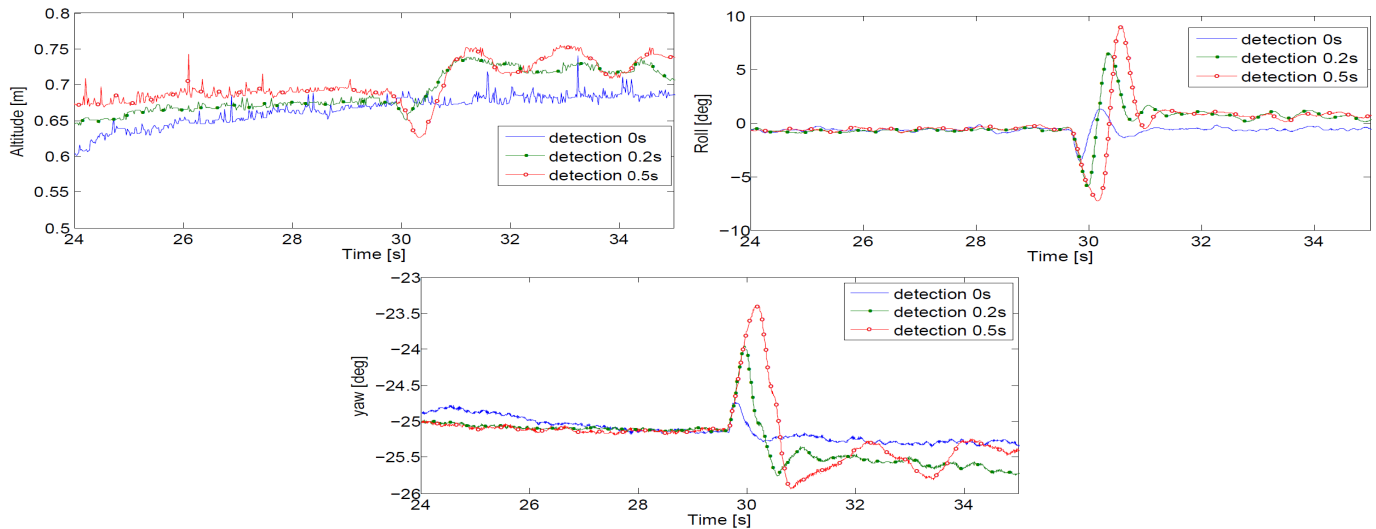 0.8
0.75
0.7
0.65
0.6
0.55
0.5
Altitude [m]
24 26 28 30 32 34
Time [s]
detection 0s
detection 0.2s
detection 0.5s
10
5
0
−5
−10
Roll [deg]
24 26 28 30 32 34
Time [s]
detection 0s
detection 0.2s
detection 0.5s
−23
−23.5
−24
−24.5
−25
−25.5
−26
yaw [deg]
24 26 28 30 32 34
Time [s]
detection 0s
detection 0.2s
detection 0.5s